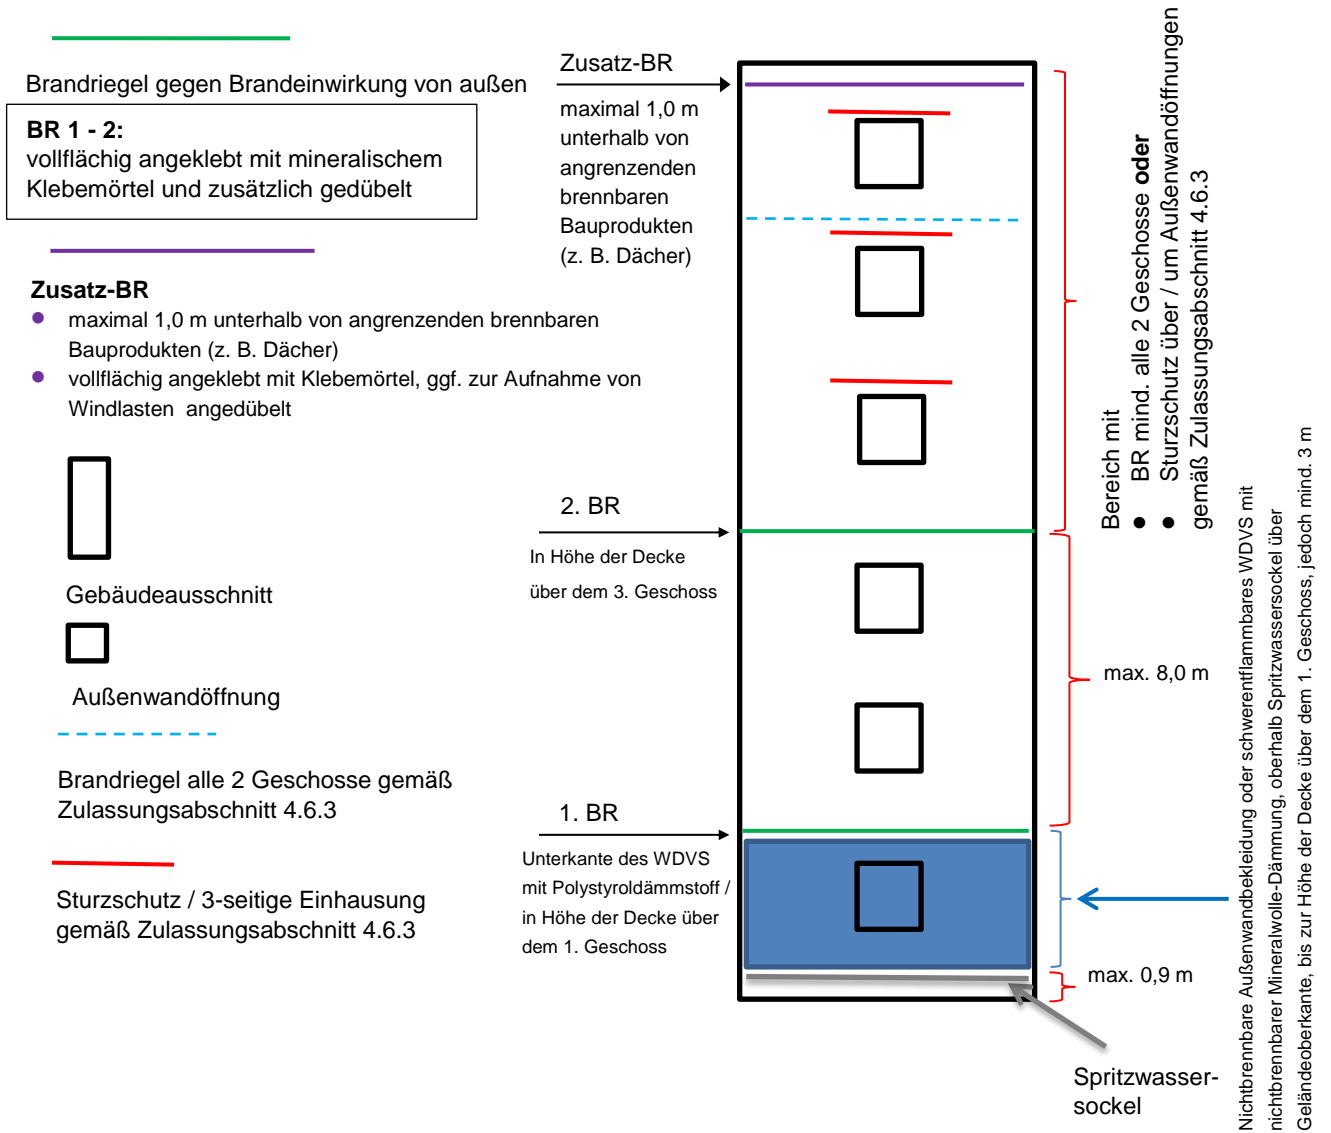 Brandriegel gegen Brandeinwirkung von außen
BR 1 - 2:
vollflächig angeklebt mit mineralischem
Klebemörtel und zusätzlich gedübelt
Zusatz-BR
● maximal 1,0 m unterhalb von angrenzenden brennbaren
Bauprodukten (z. B. Dächer)
● vollflächig angeklebt mit Klebemörtel, ggf. zur Aufnahme von
Windlasten angedübelt
Gebäudeausschnitt
Außenwandöffnung
Brandriegel alle 2 Geschosse gemäß
Zulassungsabschnitt 4.6.3
Sturzschutz / 3-seitige Einhausung
gemäß Zulassungsabschnitt 4.6.3
Zusatz-BR
maximal 1,0 m
unterhalb von
angrenzenden
brennbaren
Bauprodukten
(z. B. Dächer)
2. BR
In Höhe der Decke
über dem 3. Geschoss
1. BR
Unterkante des WDVS
mit Polystyroldämmstoff /
in Höhe der Decke über
dem 1. Geschoss
Bereich mit
● BR mind. alle 2 Geschosse oder
● Sturzschutz über / um Außenwandöffnungen
gemäß Zulassungsabschnitt 4.6.3
max. 8,0 m
max. 0,9 m
Spritzwasser-
sockel
Nichtbrennbare Außenwandbekleidung oder schwerentflammbares WDVS mit
nichtbrennbarer Mineralwolle-Dämmung, oberhalb Spritzwassersockel über
Geländeoberkante, bis zur Höhe der Decke über dem 1. Geschoss, jedoch mind. 3 m